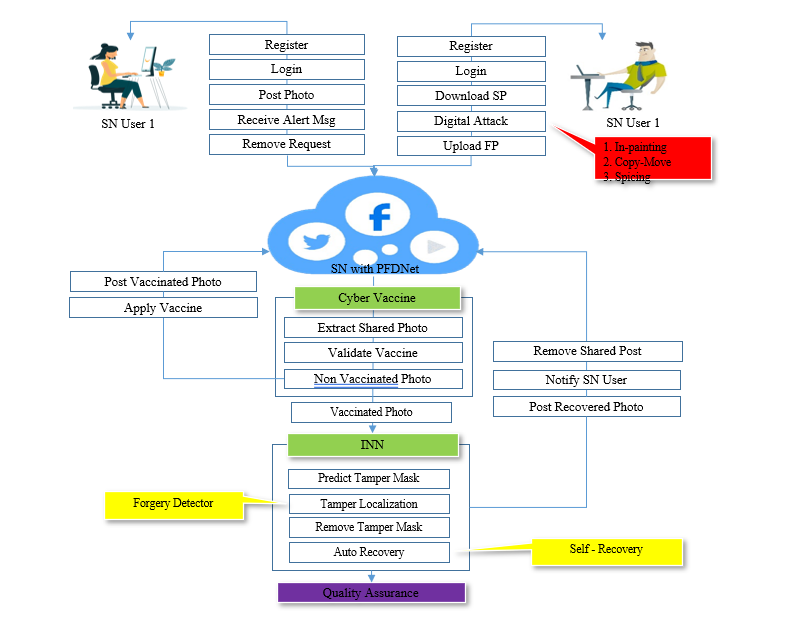 Register
Login
Post Photo
Receive Alert Msg
Remove Request
SN User 1
Register
Login
Download SP
Digital Attack
Upload FP
SN User 1
1. In-painting
2. Copy-Move
3. Spicing
SN with PFDNet
Post Vaccinated Photo
Apply Vaccine
Cyber Vaccine
Extract Shared Photo
Validate Vaccine
Non Vaccinated Photo
Vaccinated Photo
Remove Shared Post
Notify SN User
Post Recovered Photo
INN
Predict Tamper Mask
Tamper Localization
Remove Tamper Mask
Auto Recovery
Forgery Detector
Self - Recovery
Quality Assurance